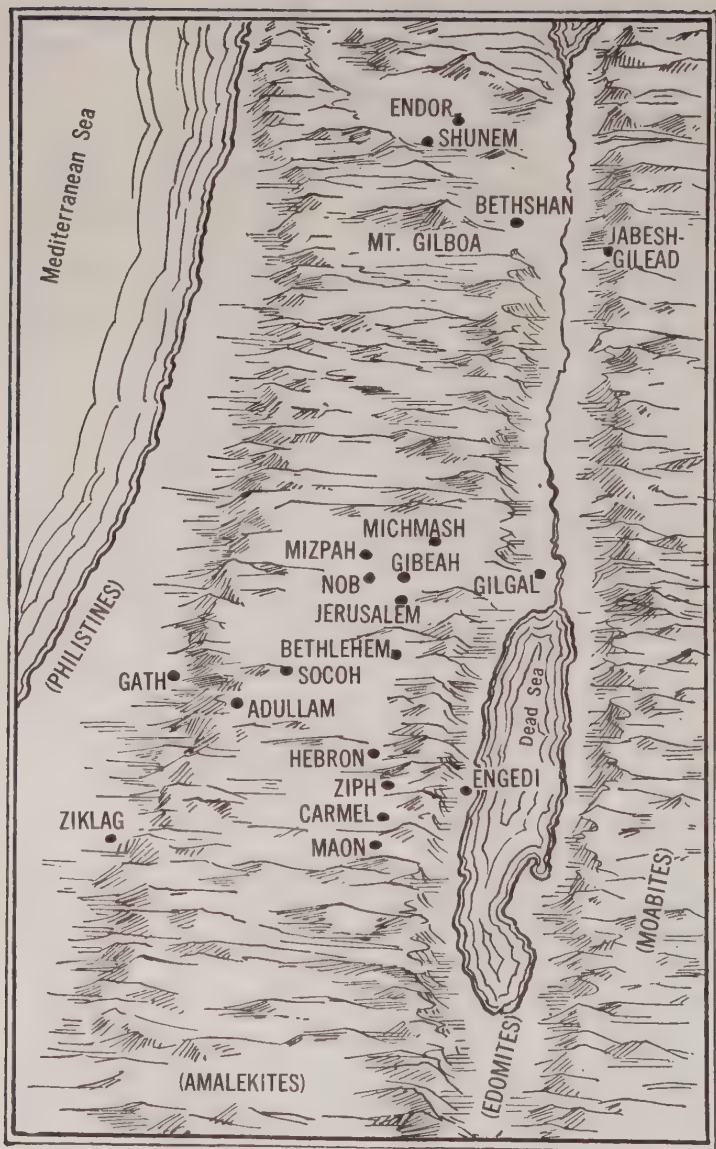 Mediterranean Sea
ENDOR
SHUNEM
BETHSHAN
MT. GILBOA
JABESH-
GILEAD
MICHMASH
MIZPAH
GIBEAH
NOB
GILGAL
JERUSALEM
(PHILISTINES)
BETHLEHEM
GATH
SOCOH
ADULLAM
Dead Sea
HEBRON
ZIPH
ENGEDI
CARMEL
ZIKLAG
MAON
(MOABITES)
(EDOMITES)
(AMALEKITES)